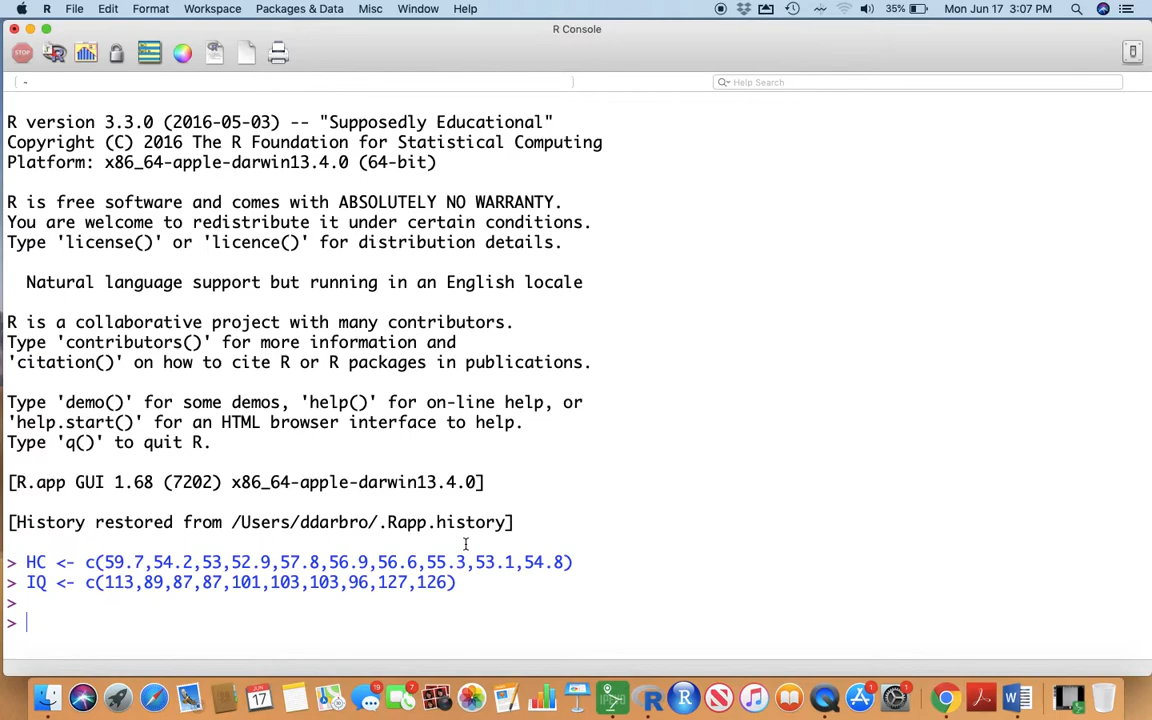 R File Edit Format Workspace Packages & Data Misc Window Help 35% Mon Jun 17 3:07 PM
R Console
STOP
~ Help Search
R version 3.3.0 (2016-05-03) -- "Supposedly Educational"
Copyright (C) 2016 The R Foundation for Statistical Computing
Platform: x86_64-apple-darwin13.4.0 (64-bit)
R is free software and comes with ABSOLUTELY NO WARRANTY.
You are welcome to redistribute it under certain conditions.
Type 'license()' or 'licence()' for distribution details.
Natural language support but running in an English locale
R is a collaborative project with many contributors.
Type 'contributors()' for more information and
'citation()' on how to cite R or R packages in publications.
Type 'demo()' for some demos, 'help()' for on-line help, or
'help.start()' for an HTML browser interface to help.
Type 'q()' to quit R.
[R.app GUI 1.68 (7202) x86_64-apple-darwin13.4.0]
[History restored from /Users/ddarbro/.Rapp.history]
> HC <- c(59.7,54.2,53,52.9,57.8,56.9,56.6,55.3,53.1,54.8)
> IQ <- c(113,89,87,87,101,103,103,96,127,126)
>
>